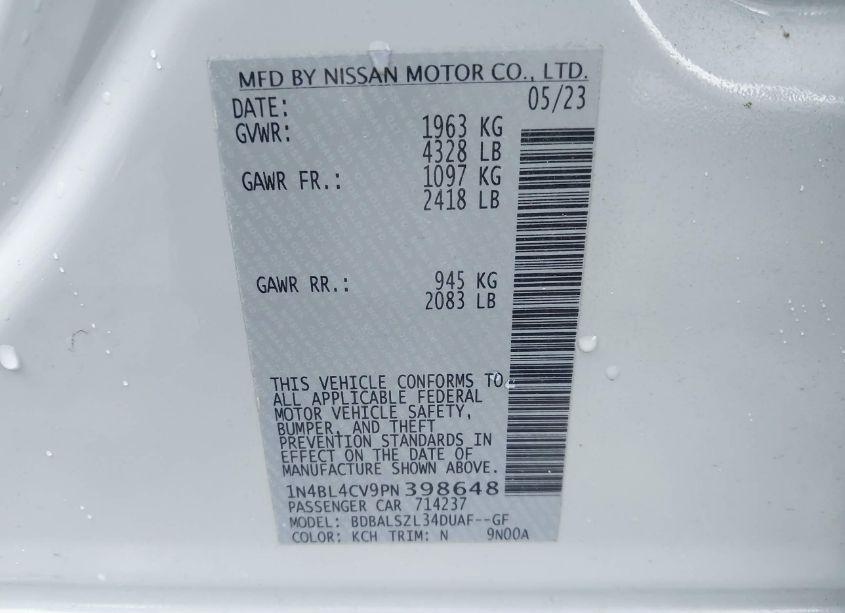 MFD BY NISSAN MOTOR CO., LTD.
DATE: 05/23
GVWR: 1963 KG
4328 LB
GAWR FR.: 1097 KG
2418 LB
GAWR RR.: 945 KG
2083 LB
THIS VEHICLE CONFORMS TO
ALL APPLICABLE FEDERAL
MOTOR VEHICLE SAFETY,
BUMPER, AND THEFT
PREVENTION STANDARDS IN
EFFECT ON THE DATE OF
MANUFACTURE SHOWN ABOVE.
1N4BL4CV9PN398648
PASSENGER CAR 714237
MODEL: BDBALSZL34DUAF--GF
COLOR: KCH TRIM: N 9N00A